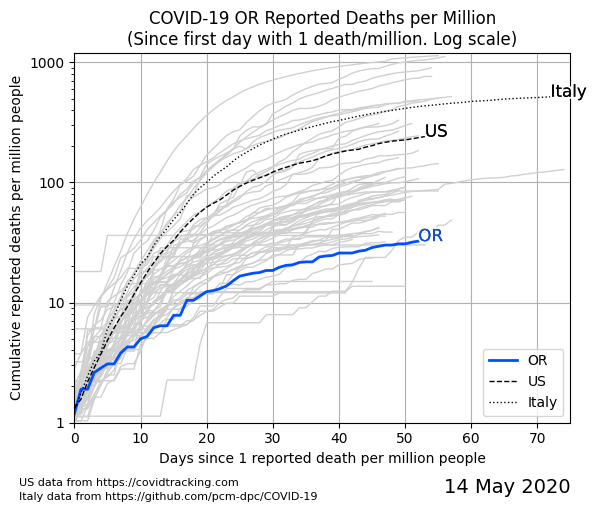 COVID-19 OR Reported Deaths per Million
(Since first day with 1 death/million. Log scale)
Cumulative reported deaths per million people
1000
100
10
1
Italy
US
OR
OR
US
Italy
0 10 20 30 40 50 60 70
Days since 1 reported death per million people
US data from https://covidtracking.com
Italy data from https://github.com/pcm-dpc/COVID-19
14 May 2020